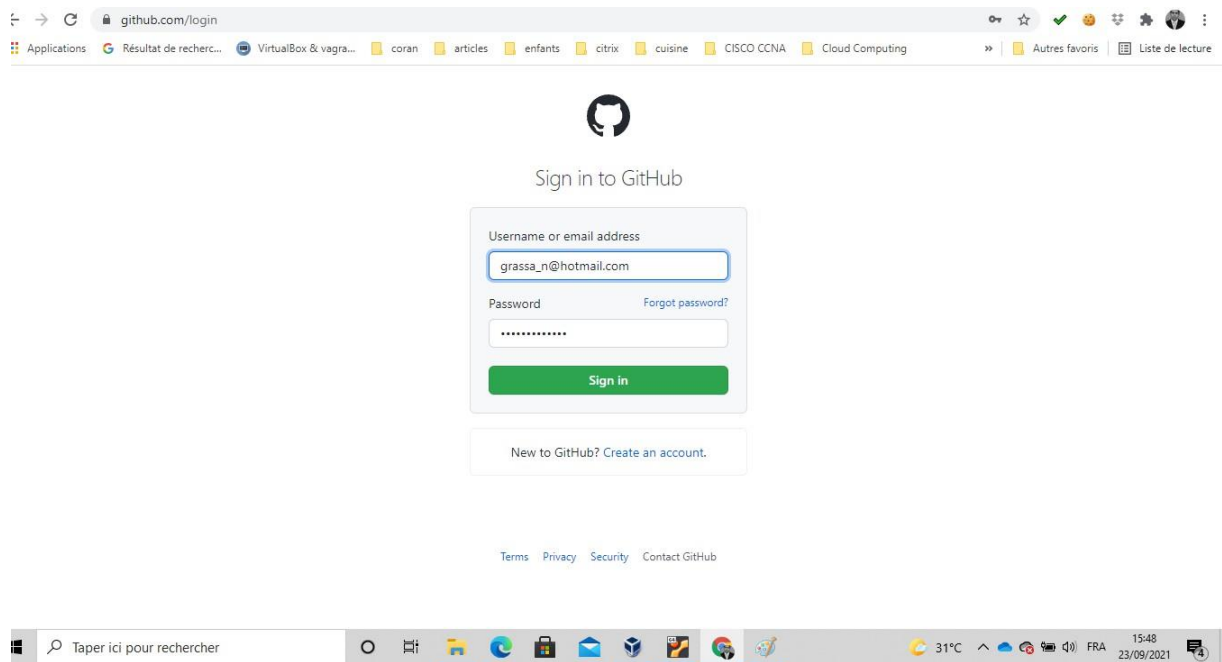 github.com/login
Applications Résultat de recherc... VirtualBox & vagra... coran articles enfants citrix cuisine CISCO CCNA Cloud Computing » Autres favoris Liste de lecture
Sign in to GitHub
Username or email address
grassa_n@hotmail.com
Password Forgot password?
•••••••••••••
Sign in
New to GitHub? Create an account.
Terms Privacy Security Contact GitHub
Taper ici pour rechercher 31°C FRA 15:48
23/09/2021 4